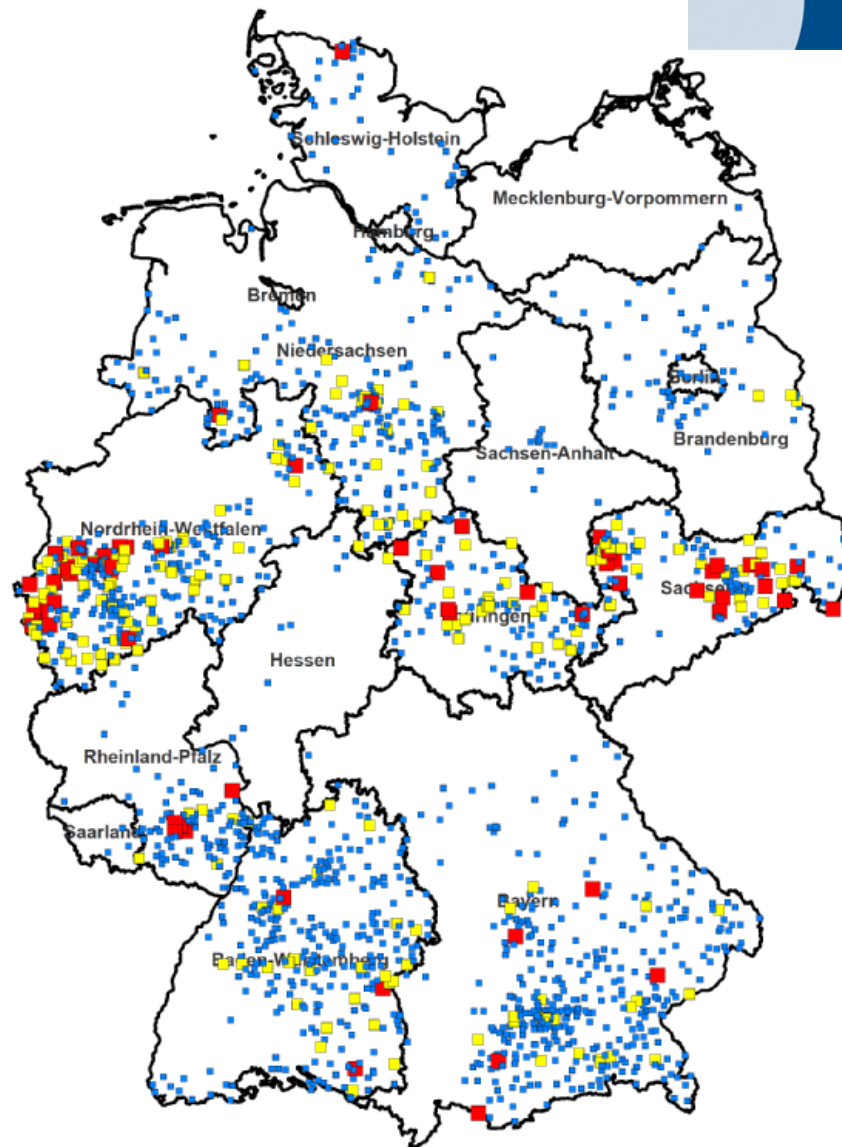 Schleswig-Holstein
Mecklenburg-Vorpommern
Hamburg
Bremen
Niedersachsen
Berlin
Brandenburg
Sachsen-Anhalt
Nordrhein-Westfalen
Sachsen
Thüringen
Hessen
Rheinland-Pfalz
Saarland
Bayern
Baden-Württemberg